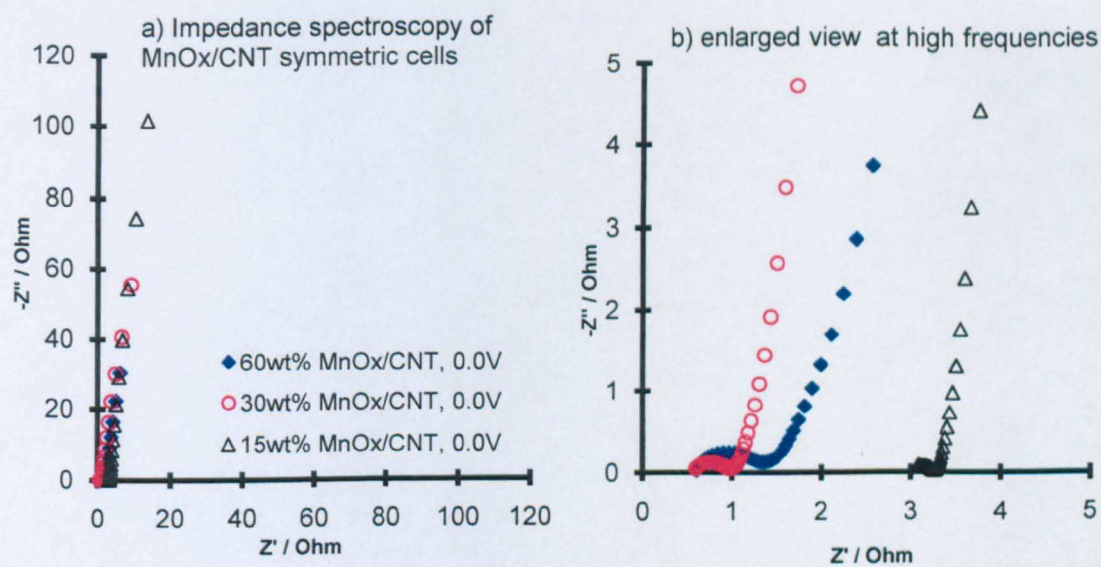 a) Impedance spectroscopy of
MnOx/CNT symmetric cells
120
100
80
60
40
20
0
-Z'' / Ohm
0 20 40 60 80 100 120
Z' / Ohm
60wt% MnOx/CNT, 0.0V
30wt% MnOx/CNT, 0.0V
15wt% MnOx/CNT, 0.0V
b) enlarged view at high frequencies
5
4
3
2
1
0
-Z'' / Ohm
0 1 2 3 4 5
Z' / Ohm